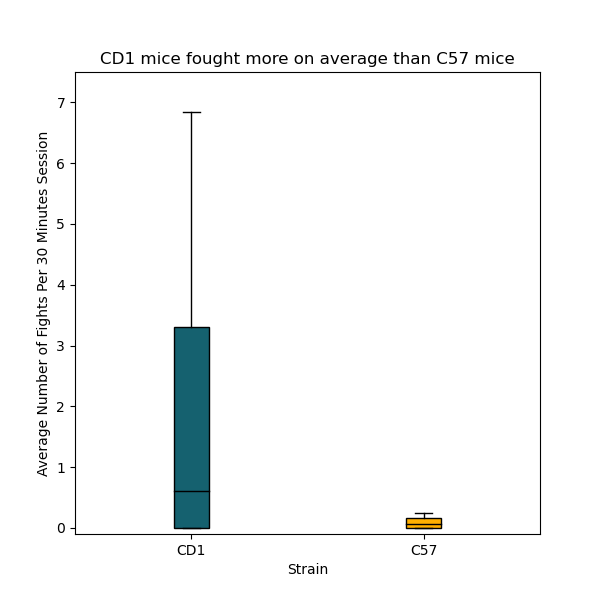 CD1 mice fought more on average than C57 mice
Average Number of Fights Per 30 Minutes Session
7
6
5
4
3
2
1
0
CD1
C57
Strain